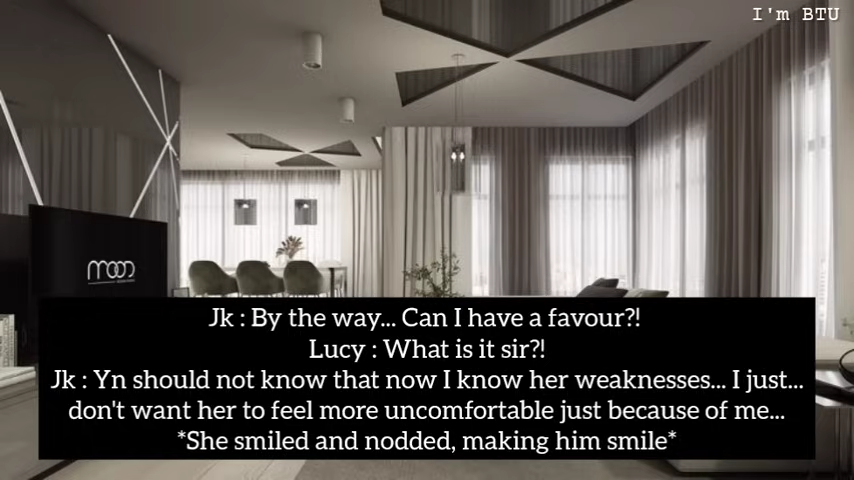 I'm BTU
mood
Jk : By the way... Can I have a favour?!
Lucy : What is it sir?!
Jk : Yn should not know that now I know her weaknesses... I just...
don't want her to feel more uncomfortable just because of me...
*She smiled and nodded, making him smile*